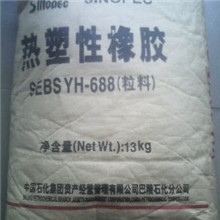 Sinopec SINOPEC
热塑性橡胶
SEBS YH-688(粒料)
净含量(Net Wt.):13kg
中国石化集团资产经营管理有限公司巴陵石化分公司